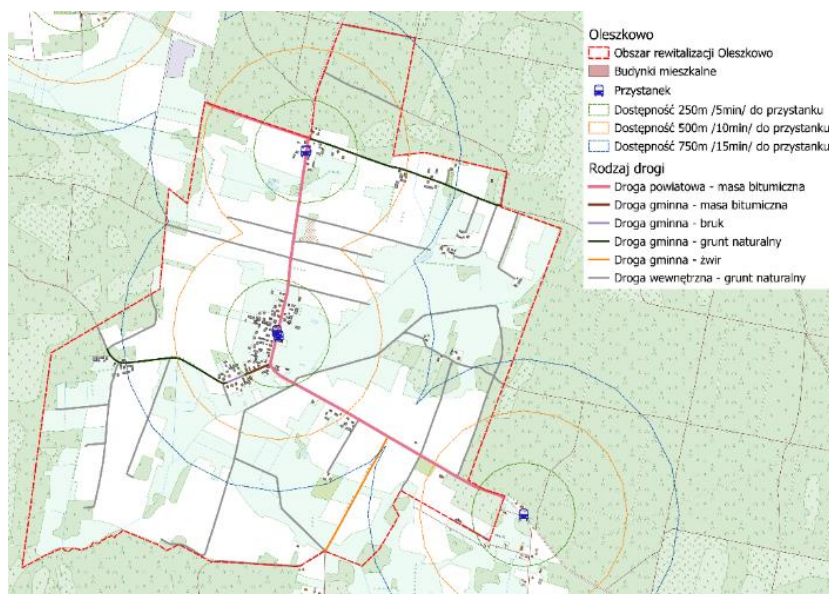 Oleszkowo
Obszar rewitalizacji Oleszkowo
Budynki mieszkalne
Przystanek
Dostępność 250m /5min/ do przystanku
Dostępność 500m /10min/ do przystanku
Dostępność 750m /15min/ do przystanku
Rodzaj drogi
Droga powiatowa - masa bitumiczna
Droga gminna - masa bitumiczna
Droga gminna - bruk
Droga gminna - grunt naturalny
Droga gminna - żwir
Droga wewnętrzna - grunt naturalny